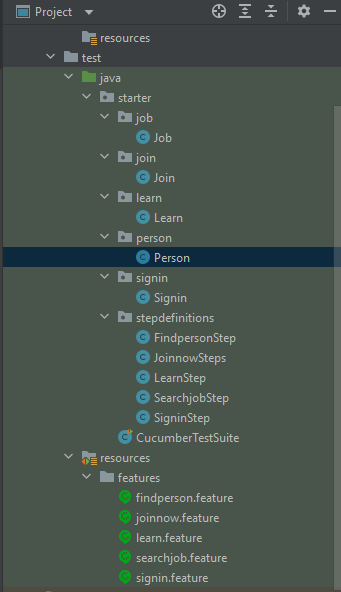 Project
resources
test
java
starter
job
Job
join
Join
learn
Learn
person
Person
signin
Signin
stepdefinitions
FindpersonStep
JoinnowSteps
LearnStep
SearchjobStep
SigninStep
CucumberTestSuite
resources
features
findperson.feature
joinnow.feature
learn.feature
searchjob.feature
signin.feature